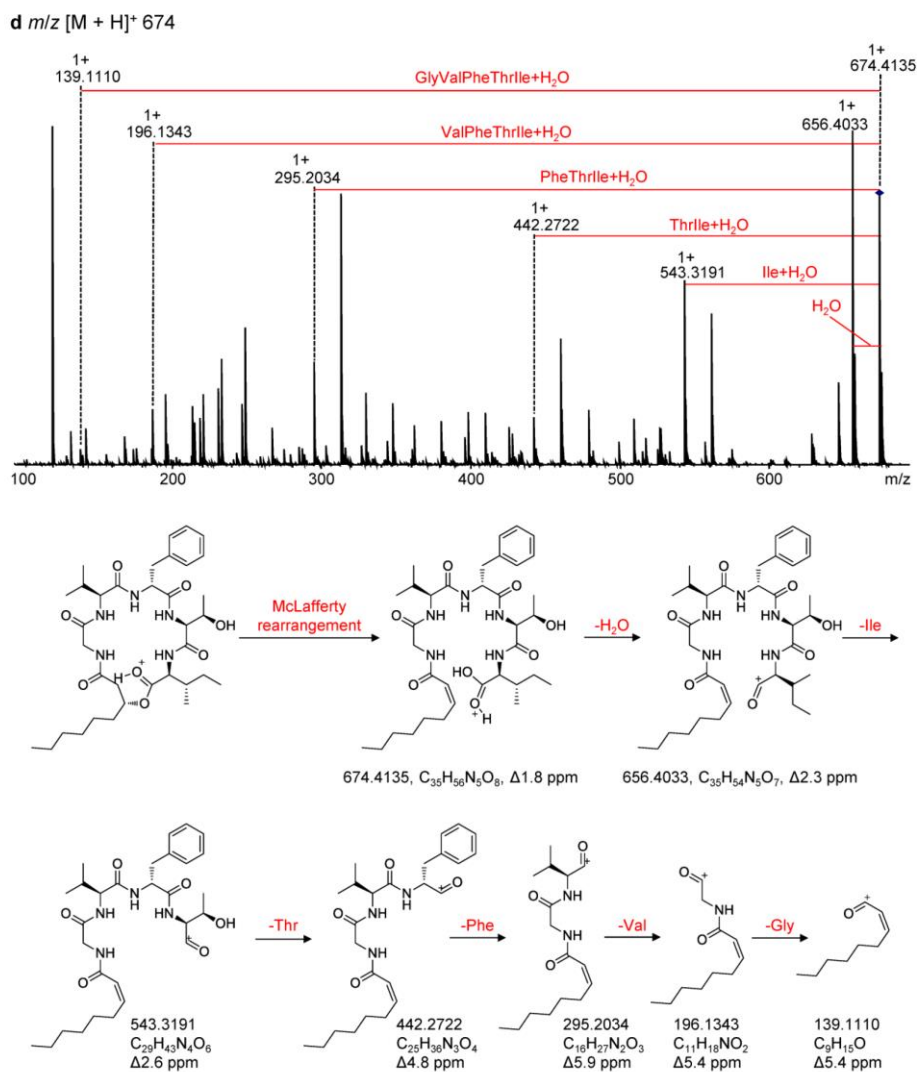 d m/z [M + H]⁺ 674
1+
139.1110
GlyValPheThrIle+H₂O
1+
674.4135
1+
196.1343
ValPheThrIle+H₂O
1+
656.4033
1+
295.2034
PheThrIle+H₂O
1+
442.2722
ThrIle+H₂O
1+
543.3191
Ile+H₂O
H₂O
100 200 300 400 500 600 m/z
McLafferty
rearrangement
-H₂O
-Ile
674.4135, C₃₅H₅₆N₅O₈, Δ1.8 ppm
656.4033, C₃₅H₅₄N₅O₇, Δ2.3 ppm
-Thr
-Phe
-Val
-Gly
543.3191
C₂₉H₄₃N₄O₆
Δ2.6 ppm
442.2722
C₂₅H₃₆N₃O₄
Δ4.8 ppm
295.2034
C₁₆H₂₇N₂O₃
Δ5.9 ppm
196.1343
C₁₁H₁₈NO₂
Δ5.4 ppm
139.1110
C₉H₁₅O
Δ5.4 ppm